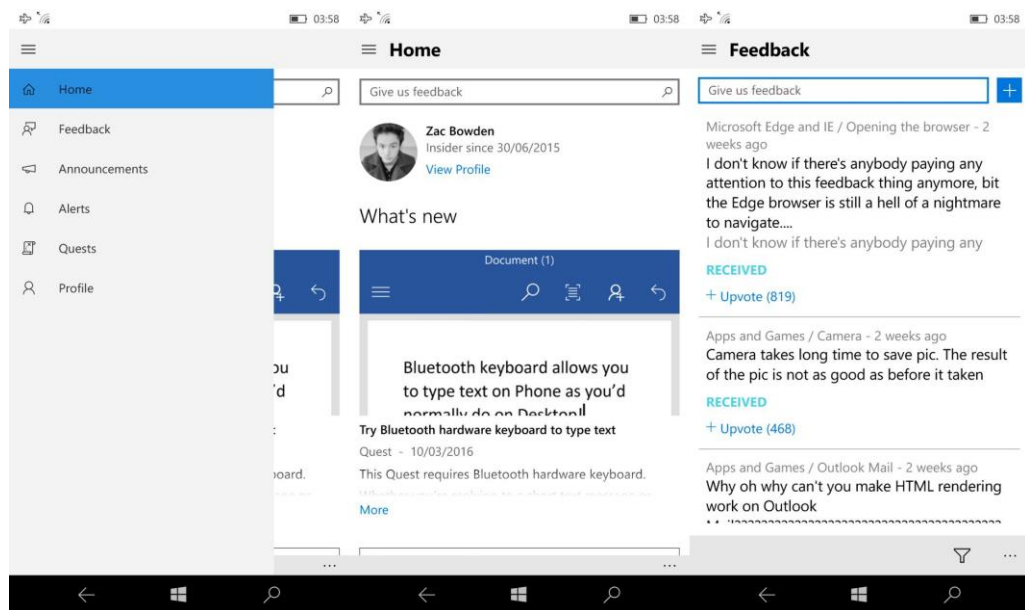 03:58
Home
Feedback
Announcements
Alerts
Quests
Profile
ou
'd
:
board.
...
03:58
Home
Give us feedback
Zac Bowden
Insider since 30/06/2015
View Profile
What's new
Document (1)
Bluetooth keyboard allows you
to type text on Phone as you'd
normally do on Desktop!
Try Bluetooth hardware keyboard to type text
Quest - 10/03/2016
This Quest requires Bluetooth hardware keyboard.
More
...
03:58
Feedback
Give us feedback
Microsoft Edge and IE / Opening the browser - 2
weeks ago
I don't know if there's anybody paying any
attention to this feedback thing anymore, bit
the Edge browser is still a hell of a nightmare
to navigate....
I don't know if there's anybody paying any
RECEIVED
+ Upvote (819)
Apps and Games / Camera - 2 weeks ago
Camera takes long time to save pic. The result
of the pic is not as good as before it taken
RECEIVED
+ Upvote (468)
Apps and Games / Outlook Mail - 2 weeks ago
Why oh why can't you make HTML rendering
work on Outlook
...